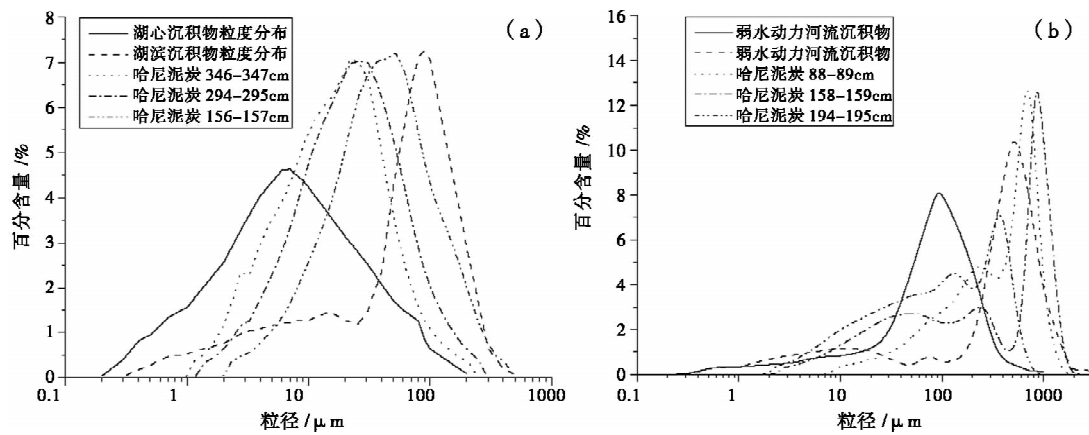 (a)
湖心沉积物粒度分布
湖滨沉积物粒度分布
哈尼泥炭 346-347cm
哈尼泥炭 294-295cm
哈尼泥炭 156-157cm
百分含量/%
8
7
6
5
4
3
2
1
0
0.1
1
10
100
1000
粒径/μm
(b)
弱水动力河流沉积物
弱水动力河流沉积物
哈尼泥炭 88-89cm
哈尼泥炭 158-159cm
哈尼泥炭 194-195cm
百分含量/%
16
14
12
10
8
6
4
2
0
0.1
1
10
100
1000
粒径/μm